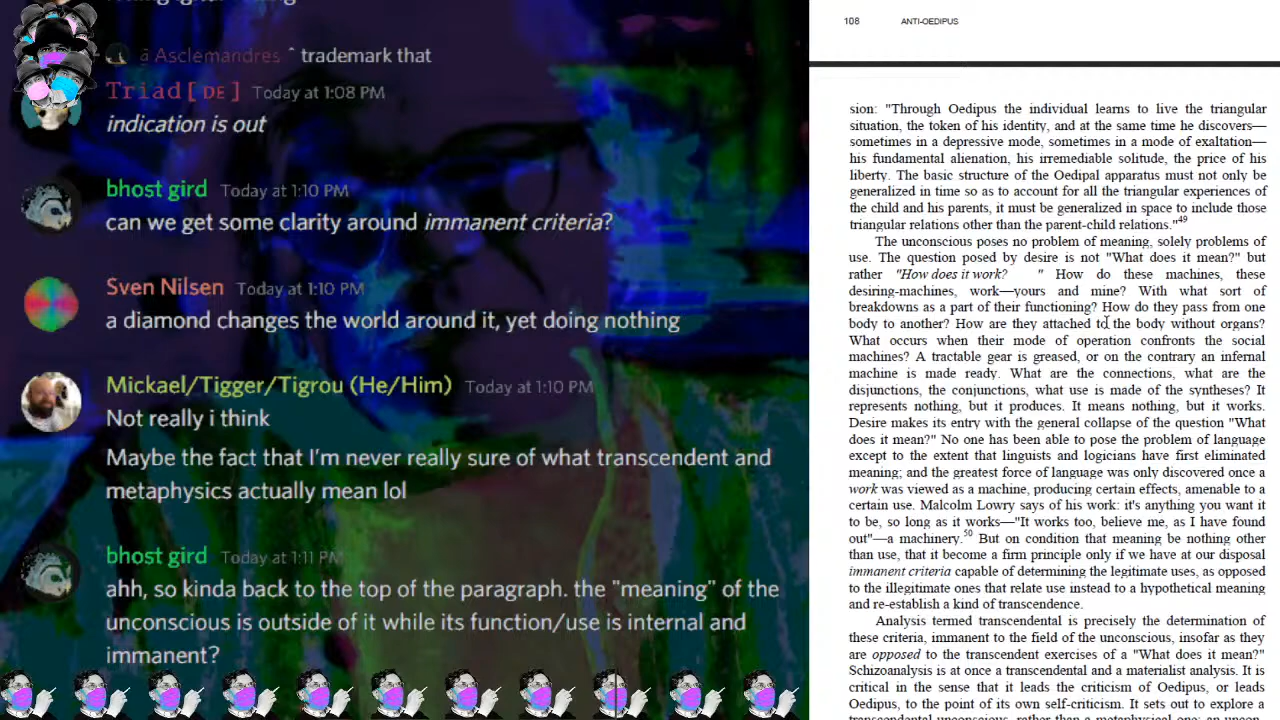 ā Asclemandres ˆ trademark that
Triad[DE] Today at 1:08 PM
indication is out
bhost gird Today at 1:10 PM
can we get some clarity around immanent criteria?
Sven Nilsen Today at 1:10 PM
a diamond changes the world around it, yet doing nothing
Mickael/Tigger/Tigrou (He/Him) Today at 1:10 PM
Not really i think
Maybe the fact that I'm never really sure of what transcendent and
metaphysics actually mean lol
bhost gird Today at 1:11 PM
ahh, so kinda back to the top of the paragraph. the "meaning" of the
unconscious is outside of it while its function/use is internal and
immanent?
108 ANTI-OEDIPUS
sion: "Through Oedipus the individual learns to live the triangular
situation, the token of his identity, and at the same time he discovers—
sometimes in a depressive mode, sometimes in a mode of exaltation—
his fundamental alienation, his irremediable solitude, the price of his
liberty. The basic structure of the Oedipal apparatus must not only be
generalized in time so as to account for all the triangular experiences of
the child and his parents, it must be generalized in space to include those
triangular relations other than the parent-child relations."49
The unconscious poses no problem of meaning, solely problems of
use. The question posed by desire is not "What does it mean?" but
rather "How does it work? " How do these machines, these
desiring-machines, work—yours and mine? With what sort of
breakdowns as a part of their functioning? How do they pass from one
body to another? How are they attached to the body without organs?
What occurs when their mode of operation confronts the social
machines? A tractable gear is greased, or on the contrary an infernal
machine is made ready. What are the connections, what are the
disjunctions, the conjunctions, what use is made of the syntheses? It
represents nothing, but it produces. It means nothing, but it works.
Desire makes its entry with the general collapse of the question "What
does it mean?" No one has been able to pose the problem of language
except to the extent that linguists and logicians have first eliminated
meaning; and the greatest force of language was only discovered once a
work was viewed as a machine, producing certain effects, amenable to a
certain use. Malcolm Lowry says of his work: it's anything you want it
to be, so long as it works—"It works too, believe me, as I have found
out"—a machinery.50 But on condition that meaning be nothing other
than use, that it become a firm principle only if we have at our disposal
immanent criteria capable of determining the legitimate uses, as opposed
to the illegitimate ones that relate use instead to a hypothetical meaning
and re-establish a kind of transcendence.
Analysis termed transcendental is precisely the determination of
these criteria, immanent to the field of the unconscious, insofar as they
are opposed to the transcendent exercises of a "What does it mean?"
Schizoanalysis is at once a transcendental and a materialist analysis. It is
critical in the sense that it leads the criticism of Oedipus, or leads
Oedipus, to the point of its own self-criticism. It sets out to explore a
transcendental unconscious, rather than a metaphysical one; an uncon-